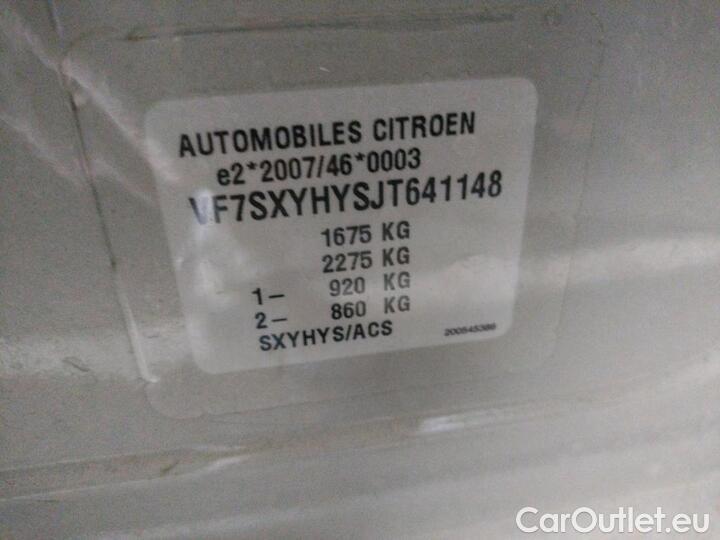 AUTOMOBILES CITROEN
e2*2007/46*0003
VF7SXYHYSJT641148
1675 KG
2275 KG
1– 920 KG
2– 860 KG
SXYHYS/ACS 200545386
CarOutlet.eu